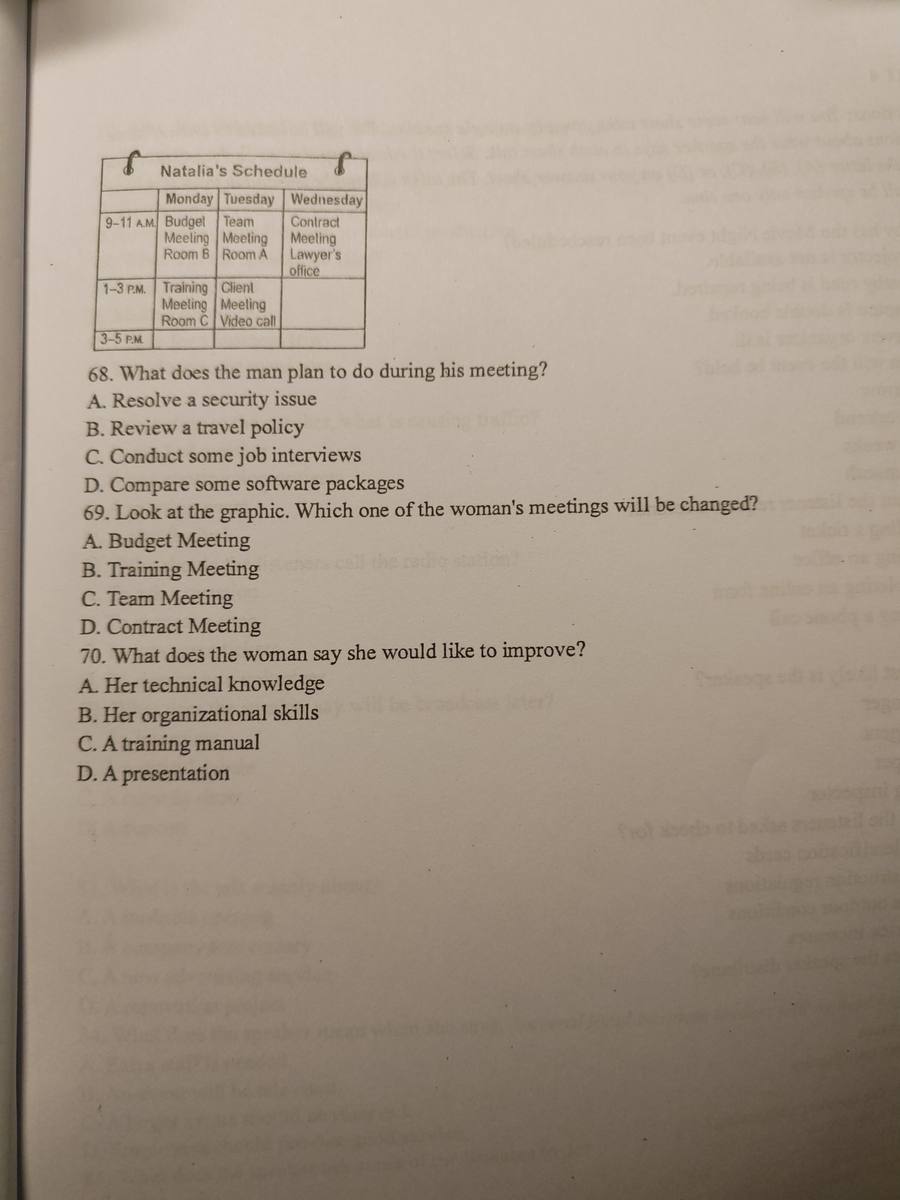 Natalia's Schedule
Monday Tuesday Wednesday
9–11 A.M. Budget Team Contract
Meeting Meeting Meeting
Room B Room A Lawyer's
office
1–3 P.M. Training Client
Meeting Meeting
Room C Video call
3–5 P.M.
68. What does the man plan to do during his meeting?
A. Resolve a security issue
B. Review a travel policy
C. Conduct some job interviews
D. Compare some software packages
69. Look at the graphic. Which one of the woman's meetings will be changed?
A. Budget Meeting
B. Training Meeting
C. Team Meeting
D. Contract Meeting
70. What does the woman say she would like to improve?
A. Her technical knowledge
B. Her organizational skills
C. A training manual
D. A presentation